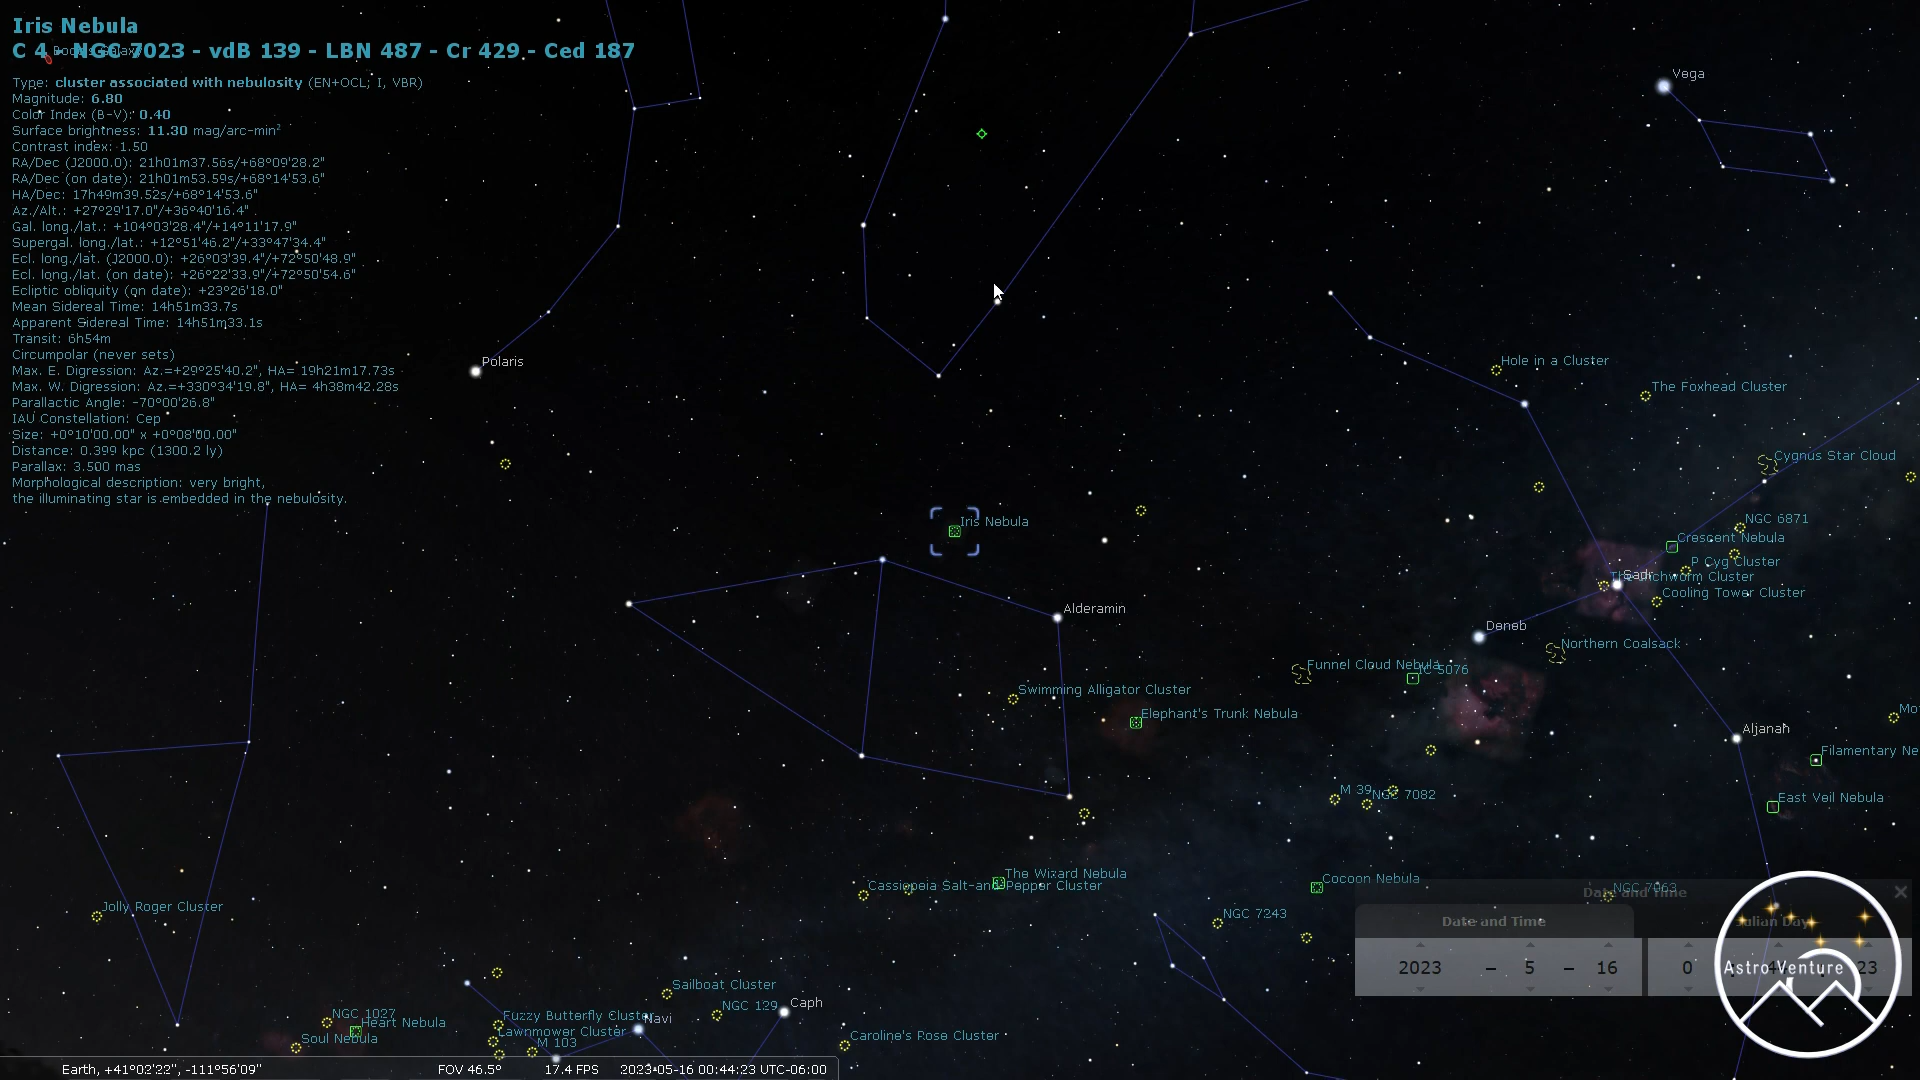 Iris Nebula
C 4 - NGC 7023 - vdB 139 - LBN 487 - Cr 429 - Ced 187
Type: cluster associated with nebulosity (EN+OCL; I, VBR)
Magnitude: 6.80
Color Index (B-V): 0.40
Surface brightness: 11.30 mag/arc-min²
Contrast index: 1.50
RA/Dec (J2000.0): 21h01m37.56s/+68°09'28.2"
RA/Dec (on date): 21h01m53.59s/+68°14'53.6"
HA/Dec: 17h49m39.52s/+68°14'53.6"
Az./Alt.: +27°29'17.0"/+36°40'16.4"
Gal. long./lat.: +104°03'28.4"/+14°11'17.9"
Supergal. long./lat.: +12°51'46.2"/+33°47'34.4"
Ecl. long./lat. (J2000.0): +26°03'39.4"/+72°50'48.9"
Ecl. long./lat. (on date): +26°22'33.9"/+72°50'54.6"
Ecliptic obliquity (on date): +23°26'18.0"
Mean Sidereal Time: 14h51m33.7s
Apparent Sidereal Time: 14h51m33.1s
Transit: 6h54m
Circumpolar (never sets)
Max. E. Digression: Az.=+29°25'40.2", HA= 19h21m17.73s
Max. W. Digression: Az.=+330°34'19.8", HA= 4h38m42.28s
Parallactic Angle: -70°00'26.8"
IAU Constellation: Cep
Size: +0°10'00.00" x +0°08'00.00"
Distance: 0.399 kpc (1300.2 ly)
Parallax: 3.500 mas
Morphological description: very bright,
the illuminating star is embedded in the nebulosity.
Vega
Polaris
Hole in a Cluster
The Foxhead Cluster
Cygnus Star Cloud
Iris Nebula
NGC 6871
Crescent Nebula
P Cyg Cluster
Sadr
The Inchworm Cluster
Cooling Tower Cluster
Alderamin
Deneb
Northern Coalsack
Funnel Cloud Nebula
IC 5076
Swimming Alligator Cluster
Elephant's Trunk Nebula
Mo
Aljanah
Filamentary Ne
M 39
NGC 7082
East Veil Nebula
The Wizard Nebula
Cassiopeia Salt-and-Pepper Cluster
Cocoon Nebula
NGC 7063
Date and Time
Jolly Roger Cluster
NGC 7243
Date and Time
Julian Day
2023 - 5 - 16
0
23
Astro Venture
Sailboat Cluster
NGC 129
Caph
NGC 1027
Heart Nebula
Soul Nebula
Fuzzy Butterfly Cluster
Navi
Lawnmower Cluster
M 103
Caroline's Rose Cluster
Earth, +41°02'22", -111°56'09"
FOV 46.5°
17.4 FPS
2023-05-16 00:44:23 UTC-06:00